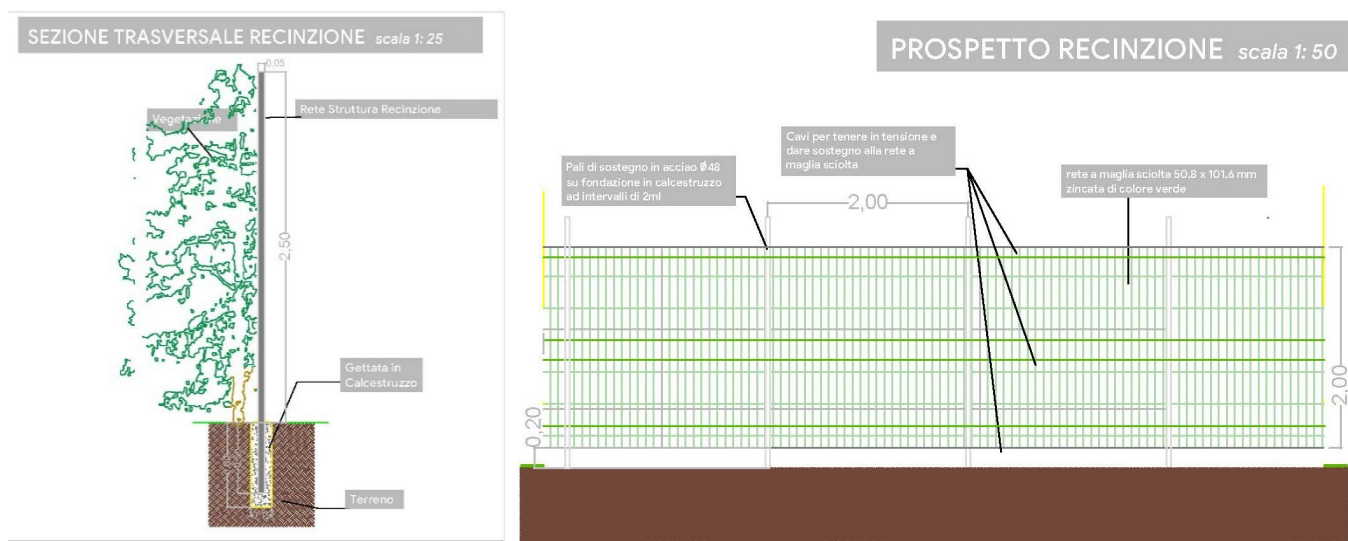 SEZIONE TRASVERSALE RECINZIONE scala 1: 25
0,05
Rete Struttura Recinzione
Vegetazione
2,50
Gettata in
Calcestruzzo
Terreno
PROSPETTO RECINZIONE scala 1: 50
Cavi per tenere in tensione e
dare sostegno alla rete a
maglia sciolta
Pali di sostegno in acciao Ø48
su fondazione in calcestruzzo
ad intervalli di 2ml
rete a maglia sciolta 50.8 x 101.6 mm
zincata di colore verde
2,00
2,00
0,20